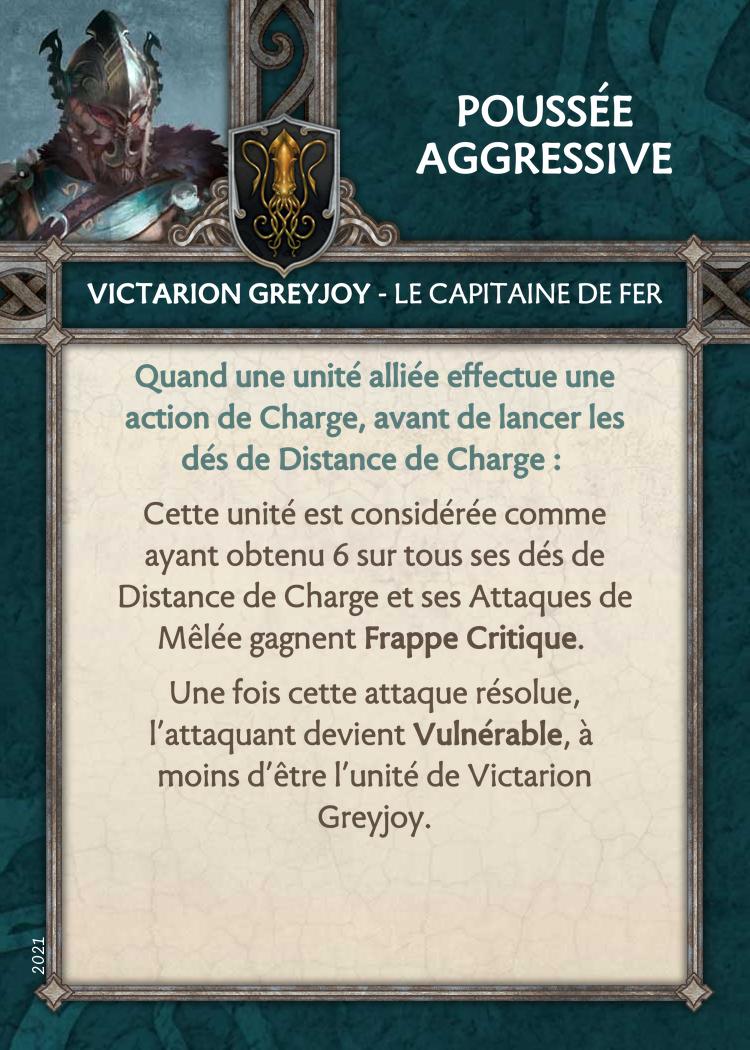 POUSSÉE
AGGRESSIVE
VICTARION GREYJOY - LE CAPITAINE DE FER
Quand une unité alliée effectue une
action de Charge, avant de lancer les
dés de Distance de Charge :
Cette unité est considérée comme
ayant obtenu 6 sur tous ses dés de
Distance de Charge et ses Attaques de
Mêlée gagnent Frappe Critique.
Une fois cette attaque résolue,
l'attaquant devient Vulnérable, à
moins d'être l'unité de Victarion
Greyjoy.
2021